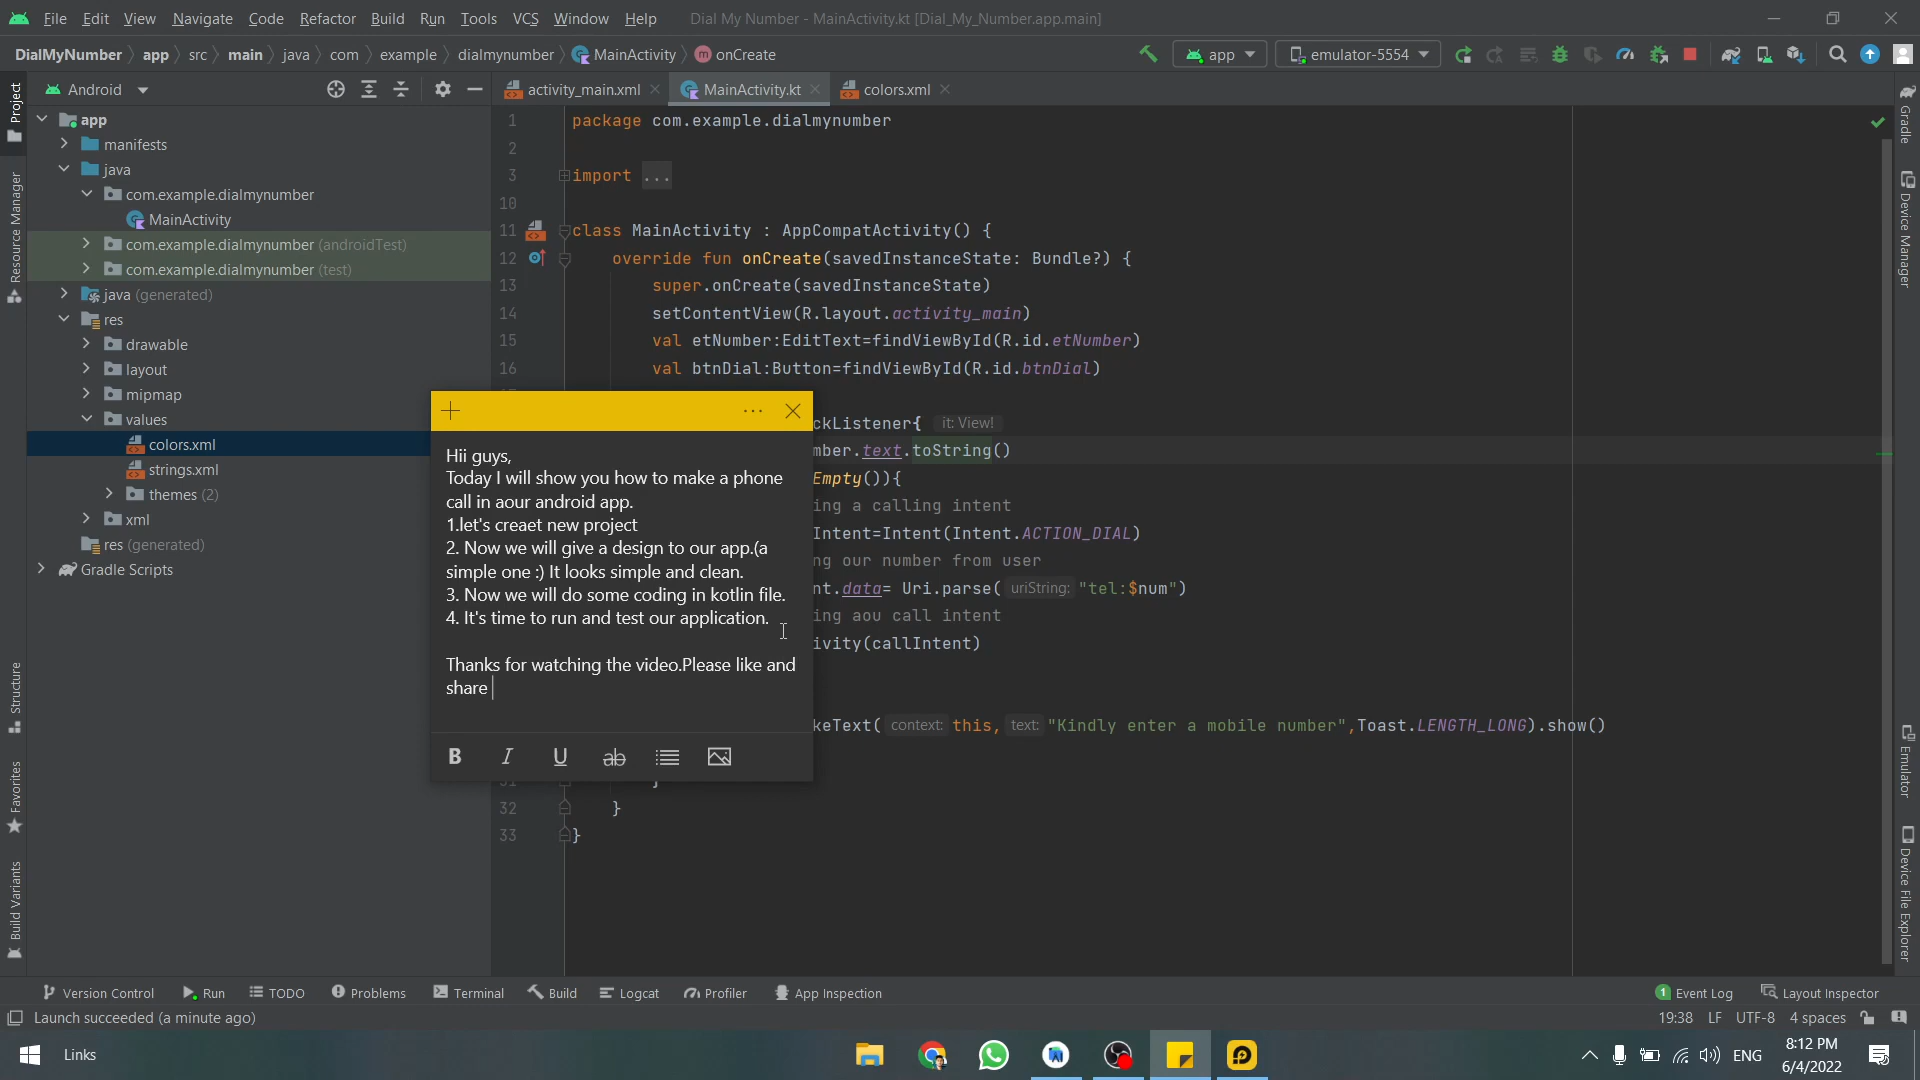 File Edit View Navigate Code Refactor Build Run Tools VCS Window Help Dial My Number - MainActivity.kt [Dial_My_Number.app.main]
DialMyNumber app src main java com example dialmynumber MainActivity onCreate
app emulator-5554
Android
activity_main.xml MainActivity.kt colors.xml
Project
Resource Manager
Structure
Favorites
Build Variants
app
manifests
java
com.example.dialmynumber
MainActivity
com.example.dialmynumber (androidTest)
com.example.dialmynumber (test)
java (generated)
res
drawable
layout
mipmap
values
colors.xml
strings.xml
themes (2)
xml
res (generated)
Gradle Scripts
1 package com.example.dialmynumber
2
3 import ...
10
11 class MainActivity : AppCompatActivity() {
12 override fun onCreate(savedInstanceState: Bundle?) {
13 super.onCreate(savedInstanceState)
14 setContentView(R.layout.activity_main)
15 val etNumber:EditText=findViewById(R.id.etNumber)
16 val btnDial:Button=findViewById(R.id.btnDial)
ckListener{ it: View!
mber.text.toString()
Empty()){
ing a calling intent
Intent=Intent(Intent.ACTION_DIAL)
ng our number from user
nt.data= Uri.parse( uriString: "tel:$num")
ing aou call intent
ivity(callIntent)
keText( context: this, text: "Kindly enter a mobile number",Toast.LENGTH_LONG).show()
}
32 }
33 }
Hii guys,
Today I will show you how to make a phone
call in aour android app.
1.let's creaet new project
2. Now we will give a design to our app.(a
simple one :) It looks simple and clean.
3. Now we will do some coding in kotlin file.
4. It's time to run and test our application.
Thanks for watching the video.Please like and
share
B I U ab
Gradle
Device Manager
Emulator
Device File Explorer
Version Control Run TODO Problems Terminal Build Logcat Profiler App Inspection 1 Event Log Layout Inspector
Launch succeeded (a minute ago) 19:38 LF UTF-8 4 spaces
Links ENG
8:12 PM
6/4/2022